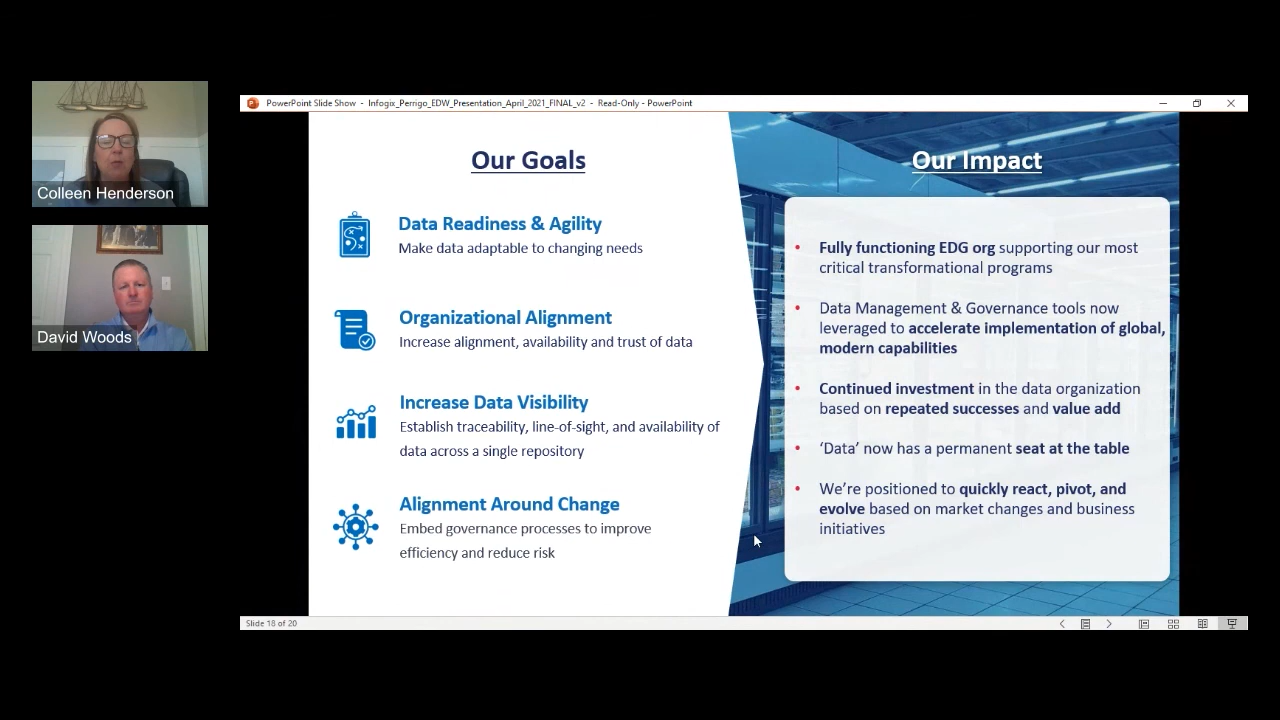 PowerPoint Slide Show - Infogix_Perrigo_EDW_Presentation_April_2021_FINAL_v2 - Read-Only - PowerPoint
Colleen Henderson
David Woods
Our Goals
Data Readiness & Agility
Make data adaptable to changing needs
Organizational Alignment
Increase alignment, availability and trust of data
Increase Data Visibility
Establish traceability, line-of-sight, and availability of
data across a single repository
Alignment Around Change
Embed governance processes to improve
efficiency and reduce risk
Our Impact
• Fully functioning EDG org supporting our most
critical transformational programs
• Data Management & Governance tools now
leveraged to accelerate implementation of global,
modern capabilities
• Continued investment in the data organization
based on repeated successes and value add
• ‘Data’ now has a permanent seat at the table
• We’re positioned to quickly react, pivot, and
evolve based on market changes and business
initiatives
Slide 18 of 20